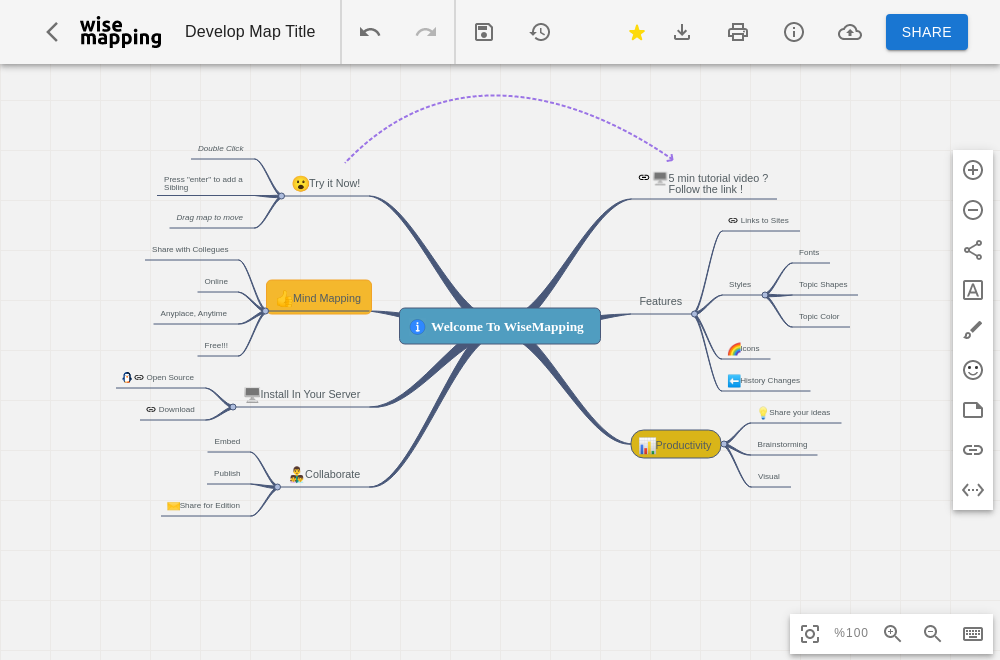 wise
mapping
Develop Map Title
SHARE
Double Click
Press "enter" to add a
Sibling
Drag map to move
Try it Now!
Share with Collegues
Online
Anyplace, Anytime
Free!!!
Mind Mapping
Open Source
Download
Install In Your Server
Embed
Publish
Share for Edition
Collaborate
Welcome To WiseMapping
5 min tutorial video ?
Follow the link !
Features
Links to Sites
Styles
Fonts
Topic Shapes
Topic Color
Icons
History Changes
Productivity
Share your ideas
Brainstorming
Visual
A
%100